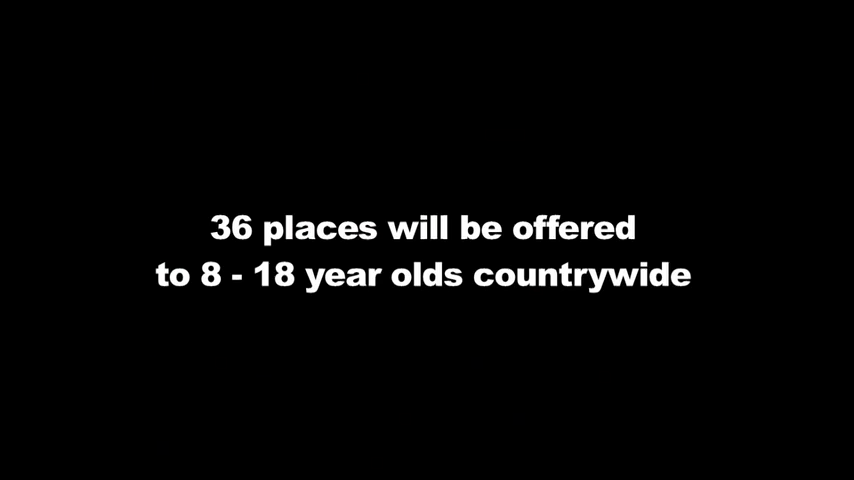 36 places will be offered
to 8 - 18 year olds countrywide